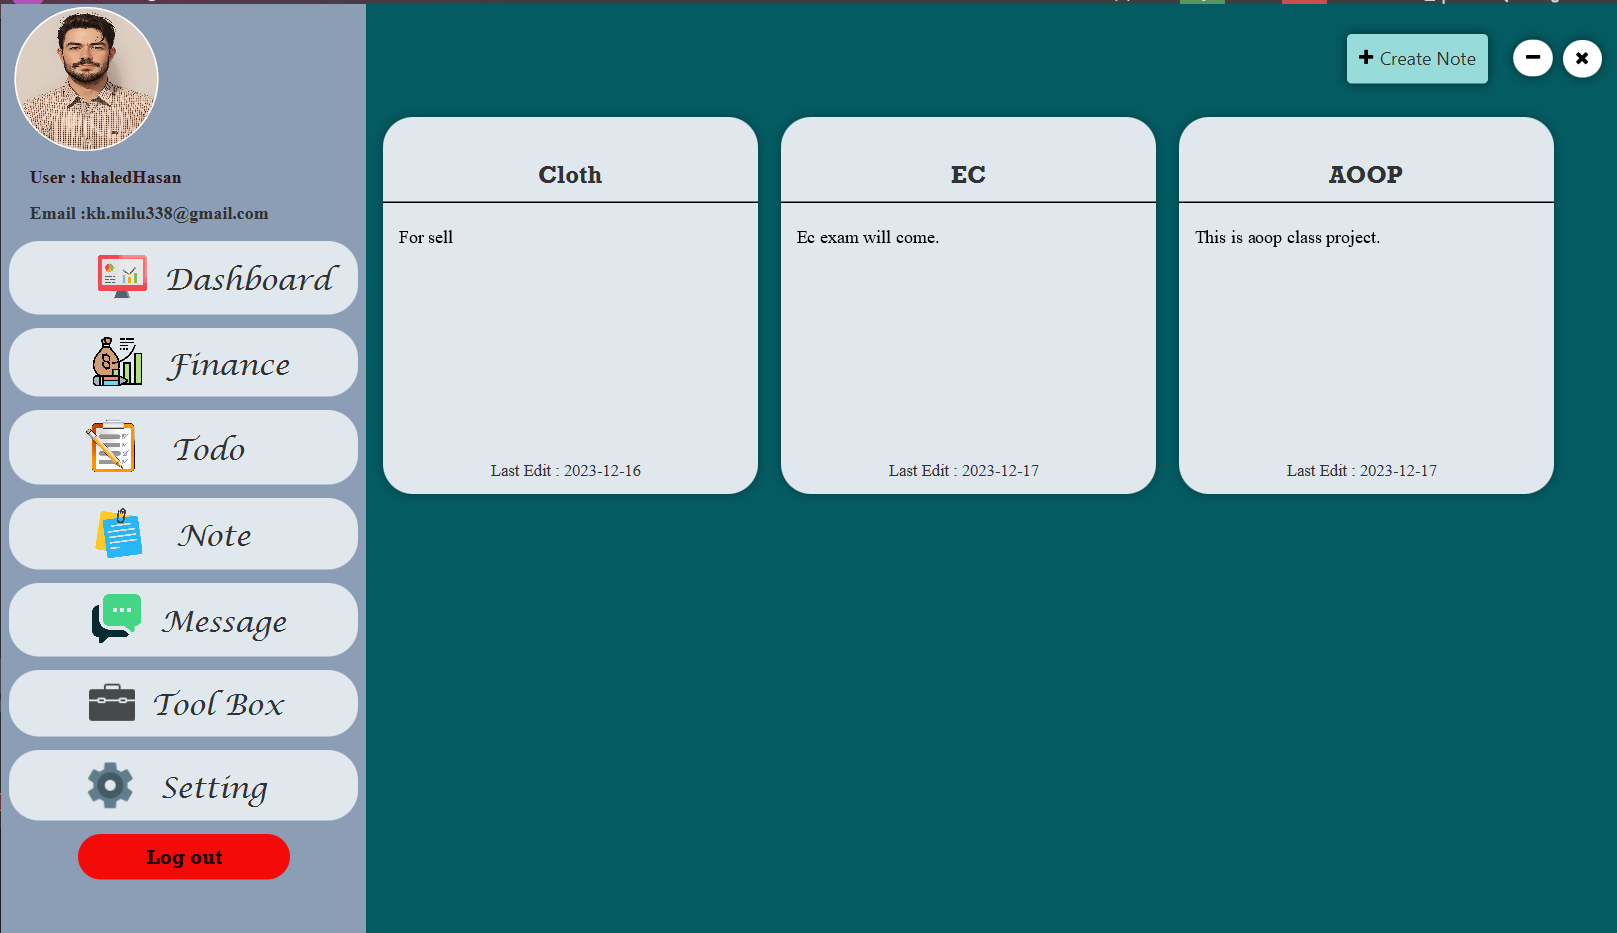 User : khaledHasan
Email :kh.milu338@gmail.com
Dashboard
Finance
Todo
Note
Message
Tool Box
Setting
Log out
Create Note
Cloth
For sell
Last Edit : 2023-12-16
EC
Ec exam will come.
Last Edit : 2023-12-17
AOOP
This is aoop class project.
Last Edit : 2023-12-17